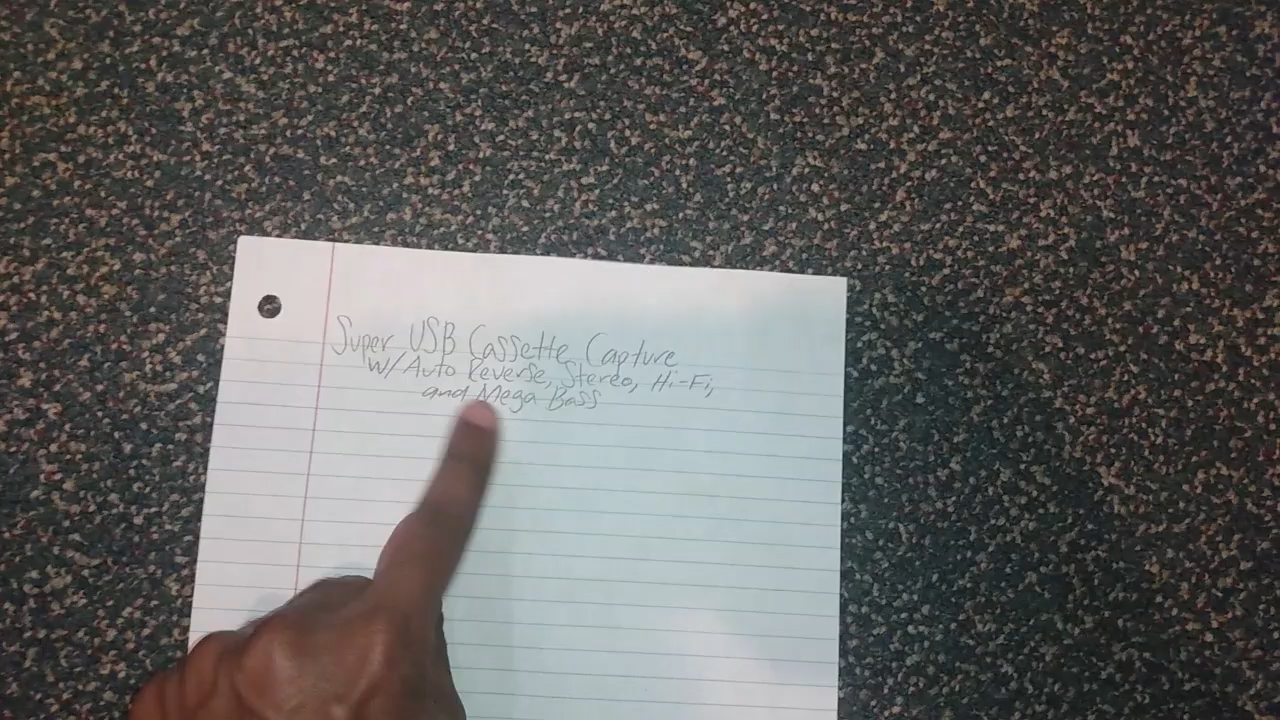 Super USB Cassette Capture
W/ Auto Reverse, Stereo, Hi-Fi,
and Mega Bass